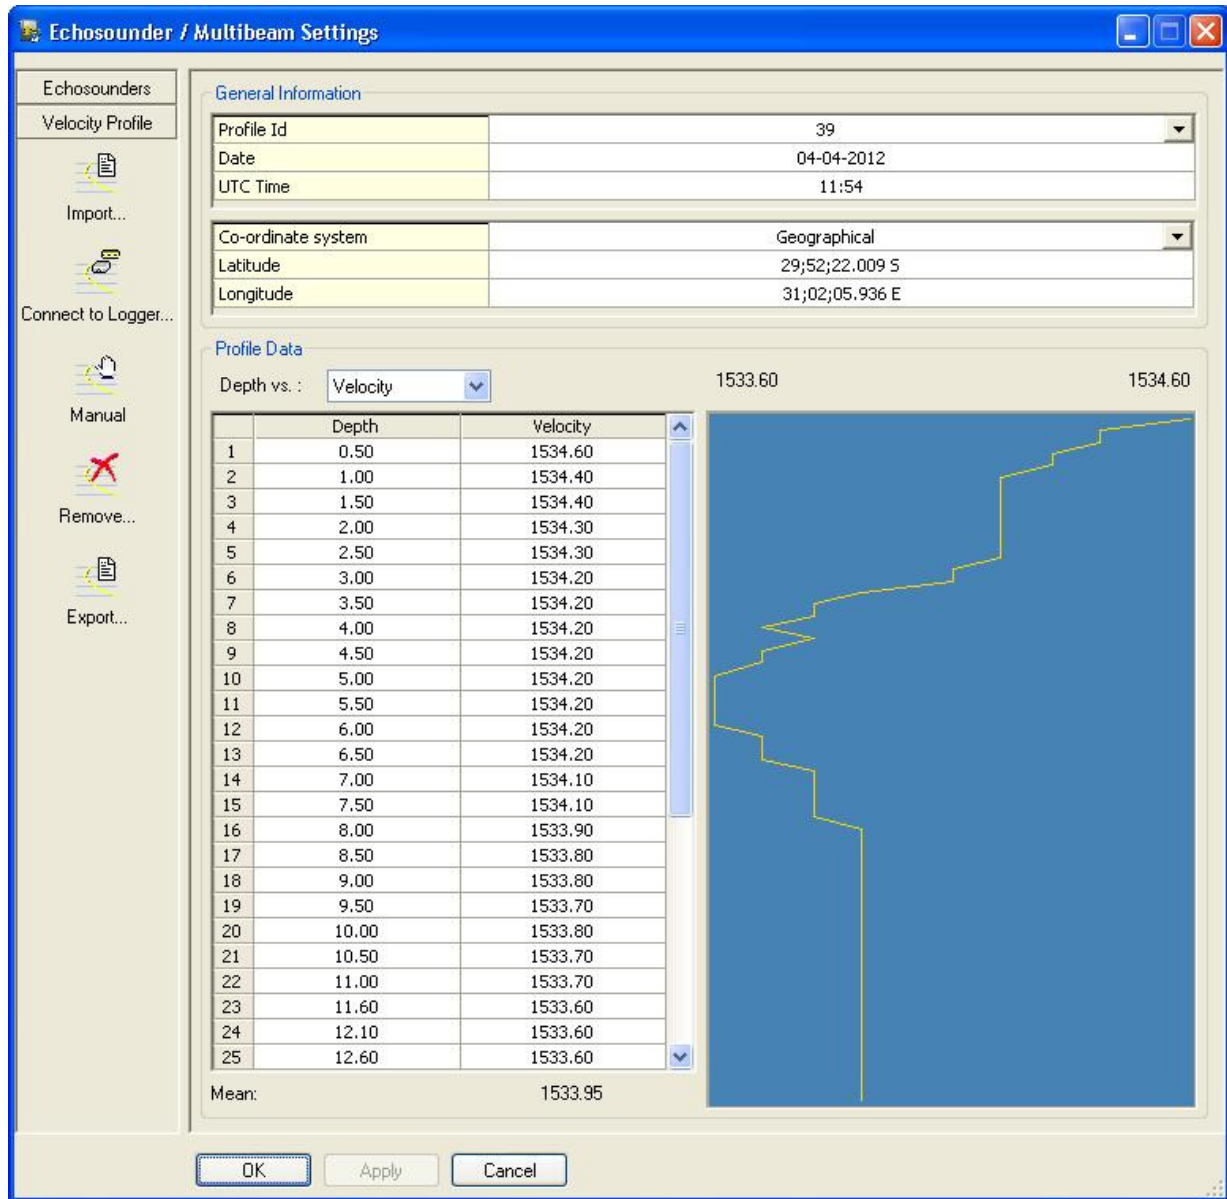 Echosounder / Multibeam Settings
Echosounders
Velocity Profile
Import...
Connect to Logger...
Manual
Remove...
Export...
General Information
Profile Id 39
Date 04-04-2012
UTC Time 11:54
Co-ordinate system Geographical
Latitude 29;52;22.009 S
Longitude 31;02;05.936 E
Profile Data
Depth vs. : Velocity 1533.60 1534.60
Depth Velocity
1 0.50 1534.60
2 1.00 1534.40
3 1.50 1534.40
4 2.00 1534.30
5 2.50 1534.30
6 3.00 1534.20
7 3.50 1534.20
8 4.00 1534.20
9 4.50 1534.20
10 5.00 1534.20
11 5.50 1534.20
12 6.00 1534.20
13 6.50 1534.20
14 7.00 1534.10
15 7.50 1534.10
16 8.00 1533.90
17 8.50 1533.80
18 9.00 1533.80
19 9.50 1533.70
20 10.00 1533.80
21 10.50 1533.70
22 11.00 1533.70
23 11.60 1533.60
24 12.10 1533.60
25 12.60 1533.60
Mean: 1533.95
OK Apply Cancel